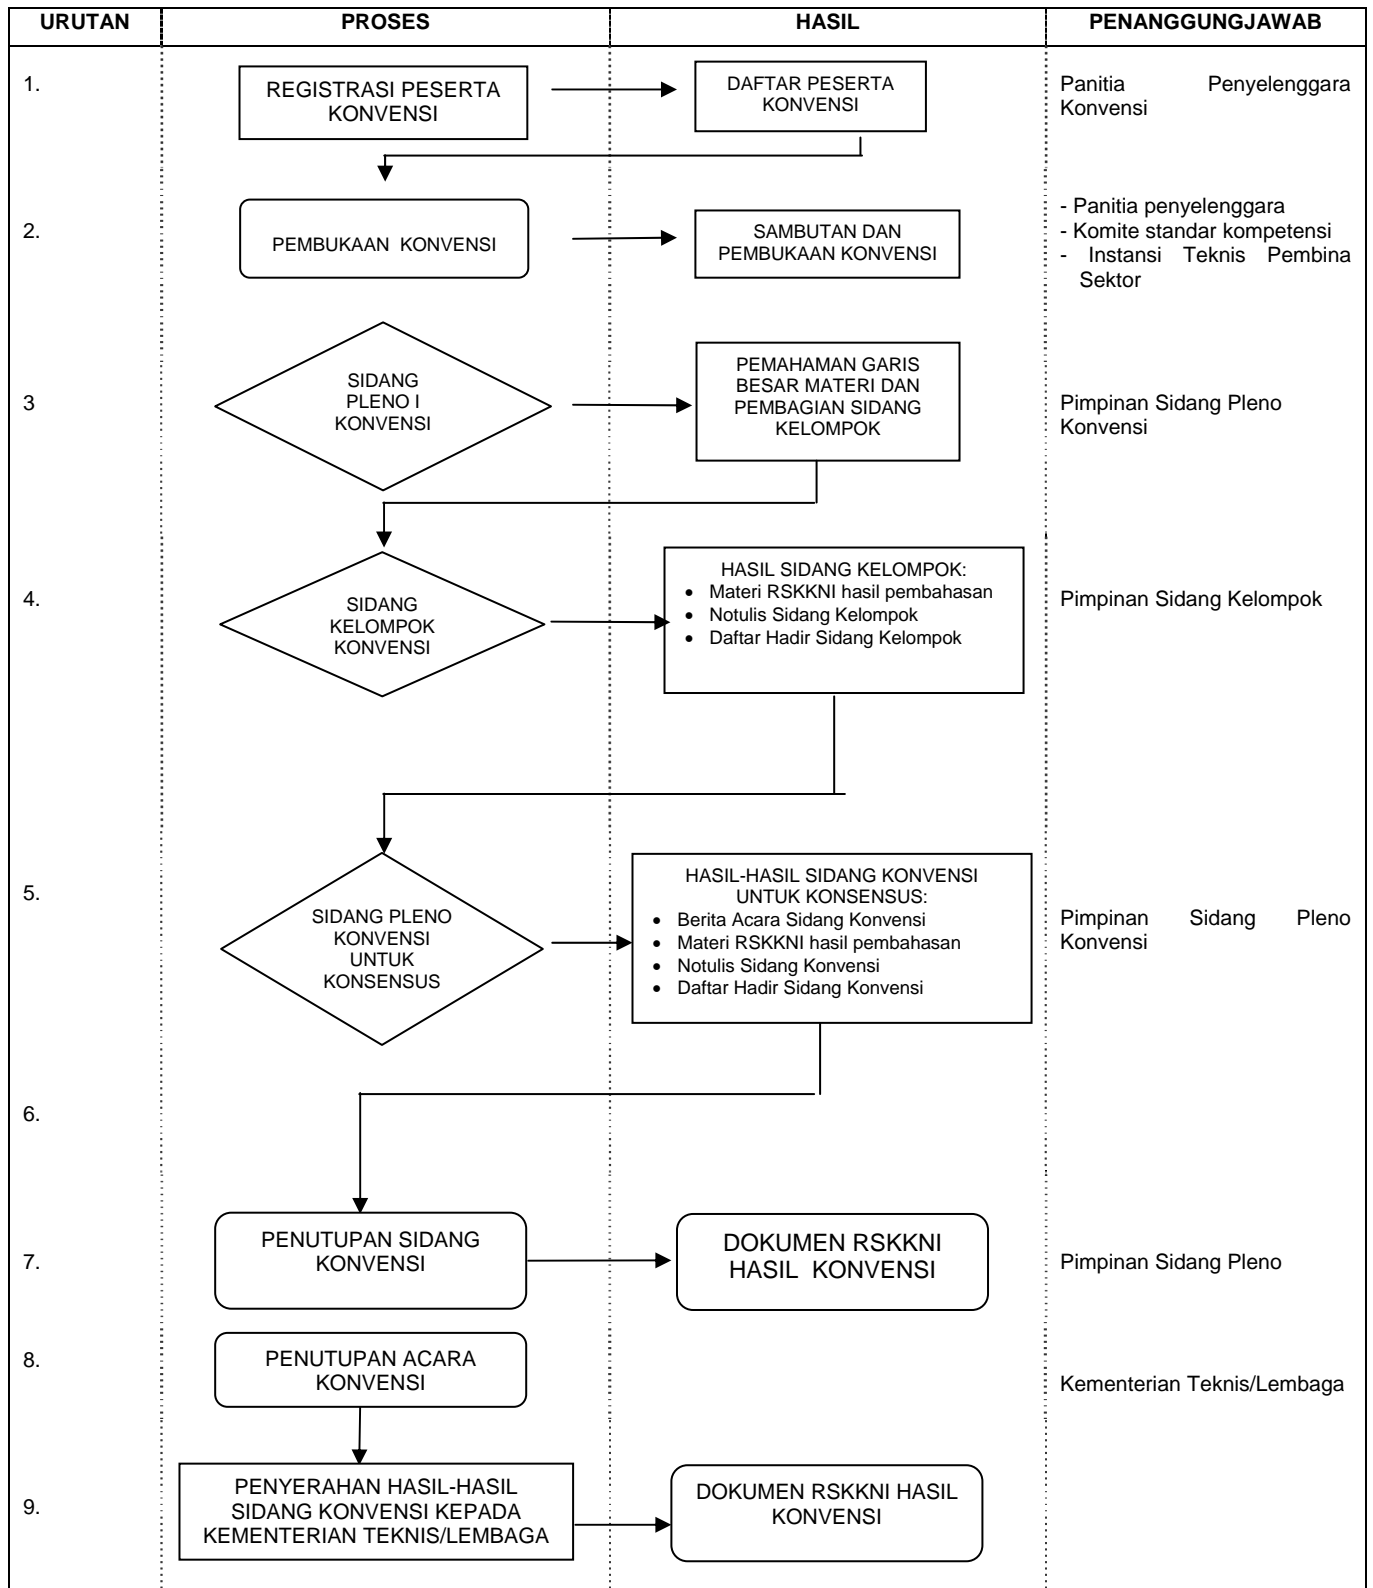 URUTAN
PROSES
HASIL
PENANGGUNGJAWAB
1.
REGISTRASI PESERTA
KONVENSI
DAFTAR PESERTA
KONVENSI
Panitia Penyelenggara
Konvensi
2.
PEMBUKAAN KONVENSI
SAMBUTAN DAN
PEMBUKAAN KONVENSI
- Panitia penyelenggara
- Komite standar kompetensi
- Instansi Teknis Pembina
Sektor
3
SIDANG
PLENO I
KONVENSI
PEMAHAMAN GARIS
BESAR MATERI DAN
PEMBAGIAN SIDANG
KELOMPOK
Pimpinan Sidang Pleno
Konvensi
4.
SIDANG
KELOMPOK
KONVENSI
HASIL SIDANG KELOMPOK:
• Materi RSKKNI hasil pembahasan
• Notulis Sidang Kelompok
• Daftar Hadir Sidang Kelompok
Pimpinan Sidang Kelompok
5.
SIDANG PLENO
KONVENSI
UNTUK
KONSENSUS
HASIL-HASIL SIDANG KONVENSI
UNTUK KONSENSUS:
• Berita Acara Sidang Konvensi
• Materi RSKKNI hasil pembahasan
• Notulis Sidang Konvensi
• Daftar Hadir Sidang Konvensi
Pimpinan Sidang Pleno
Konvensi
6.
7.
PENUTUPAN SIDANG
KONVENSI
DOKUMEN RSKKNI
HASIL KONVENSI
Pimpinan Sidang Pleno
8.
PENUTUPAN ACARA
KONVENSI
Kementerian Teknis/Lembaga
9.
PENYERAHAN HASIL-HASIL
SIDANG KONVENSI KEPADA
KEMENTERIAN TEKNIS/LEMBAGA
DOKUMEN RSKKNI HASIL
KONVENSI